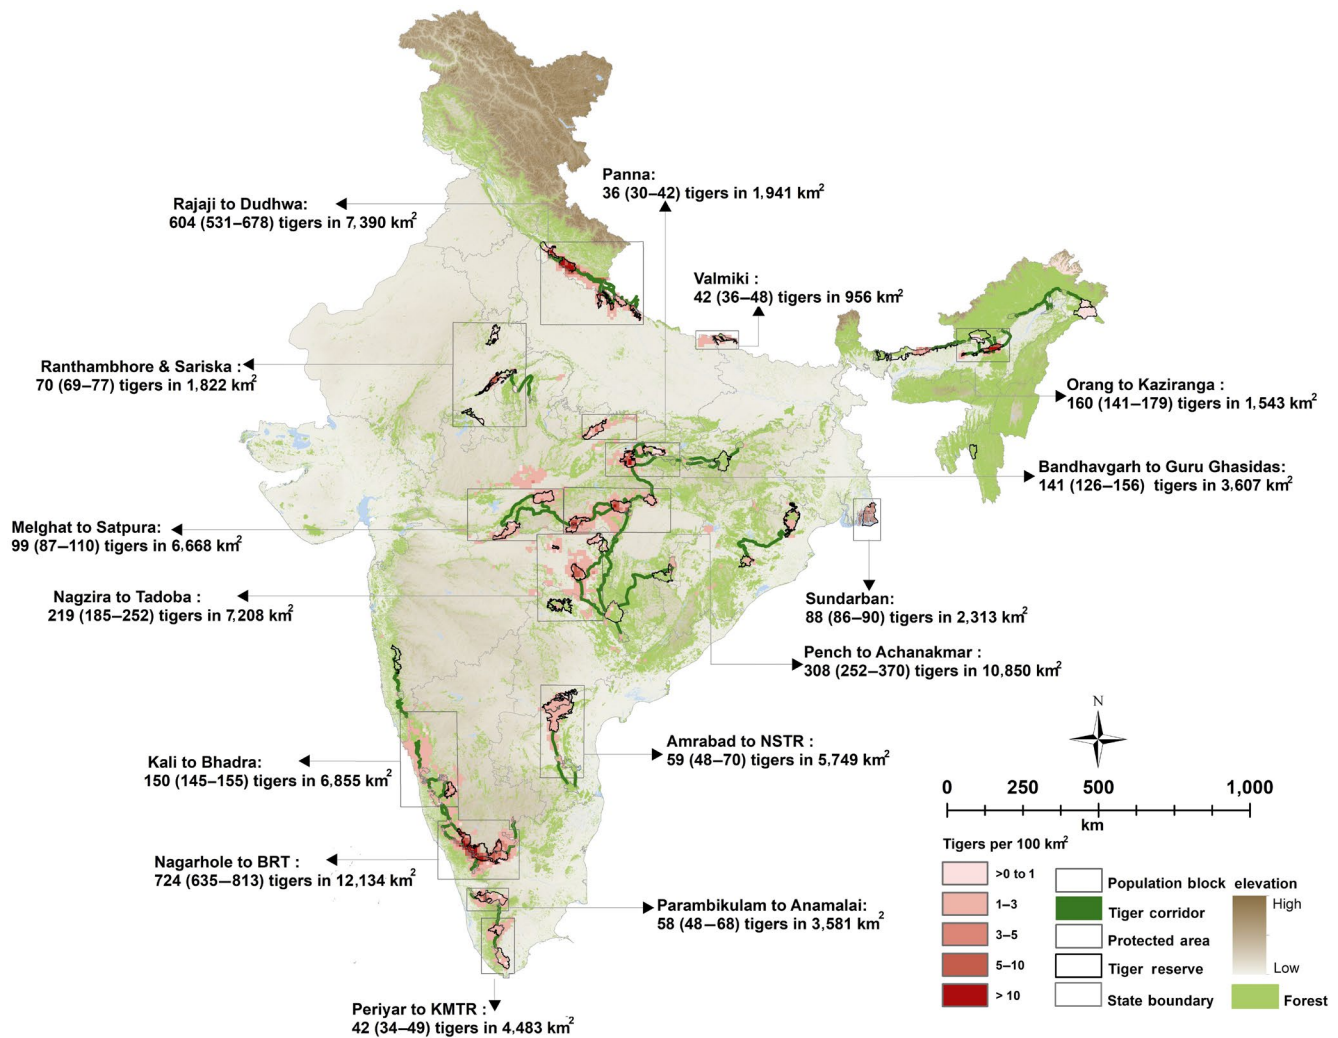 Panna:
36 (30–42) tigers in 1,941 km²
Rajaji to Dudhwa:
604 (531–678) tigers in 7,390 km²
Valmiki :
42 (36–48) tigers in 956 km²
Ranthambhore & Sariska :
70 (69–77) tigers in 1,822 km²
Orang to Kaziranga :
160 (141–179) tigers in 1,543 km²
Bandhavgarh to Guru Ghasidas:
141 (126–156) tigers in 3,607 km²
Melghat to Satpura:
99 (87–110) tigers in 6,668 km²
Nagzira to Tadoba :
219 (185–252) tigers in 7,208 km²
Sundarban:
88 (86–90) tigers in 2,313 km²
Pench to Achanakmar :
308 (252–370) tigers in 10,850 km²
Amrabad to NSTR :
59 (48–70) tigers in 5,749 km²
Kali to Bhadra:
150 (145–155) tigers in 6,855 km²
Nagarhole to BRT :
724 (635–813) tigers in 12,134 km²
Parambikulam to Anamalai:
58 (48–68) tigers in 3,581 km²
Periyar to KMTR :
42 (34–49) tigers in 4,483 km²
N
0 250 500 1,000
km
Tigers per 100 km²
>0 to 1
1–3
3–5
5–10
> 10
Population block
Tiger corridor
Protected area
Tiger reserve
State boundary
elevation
High
Low
Forest